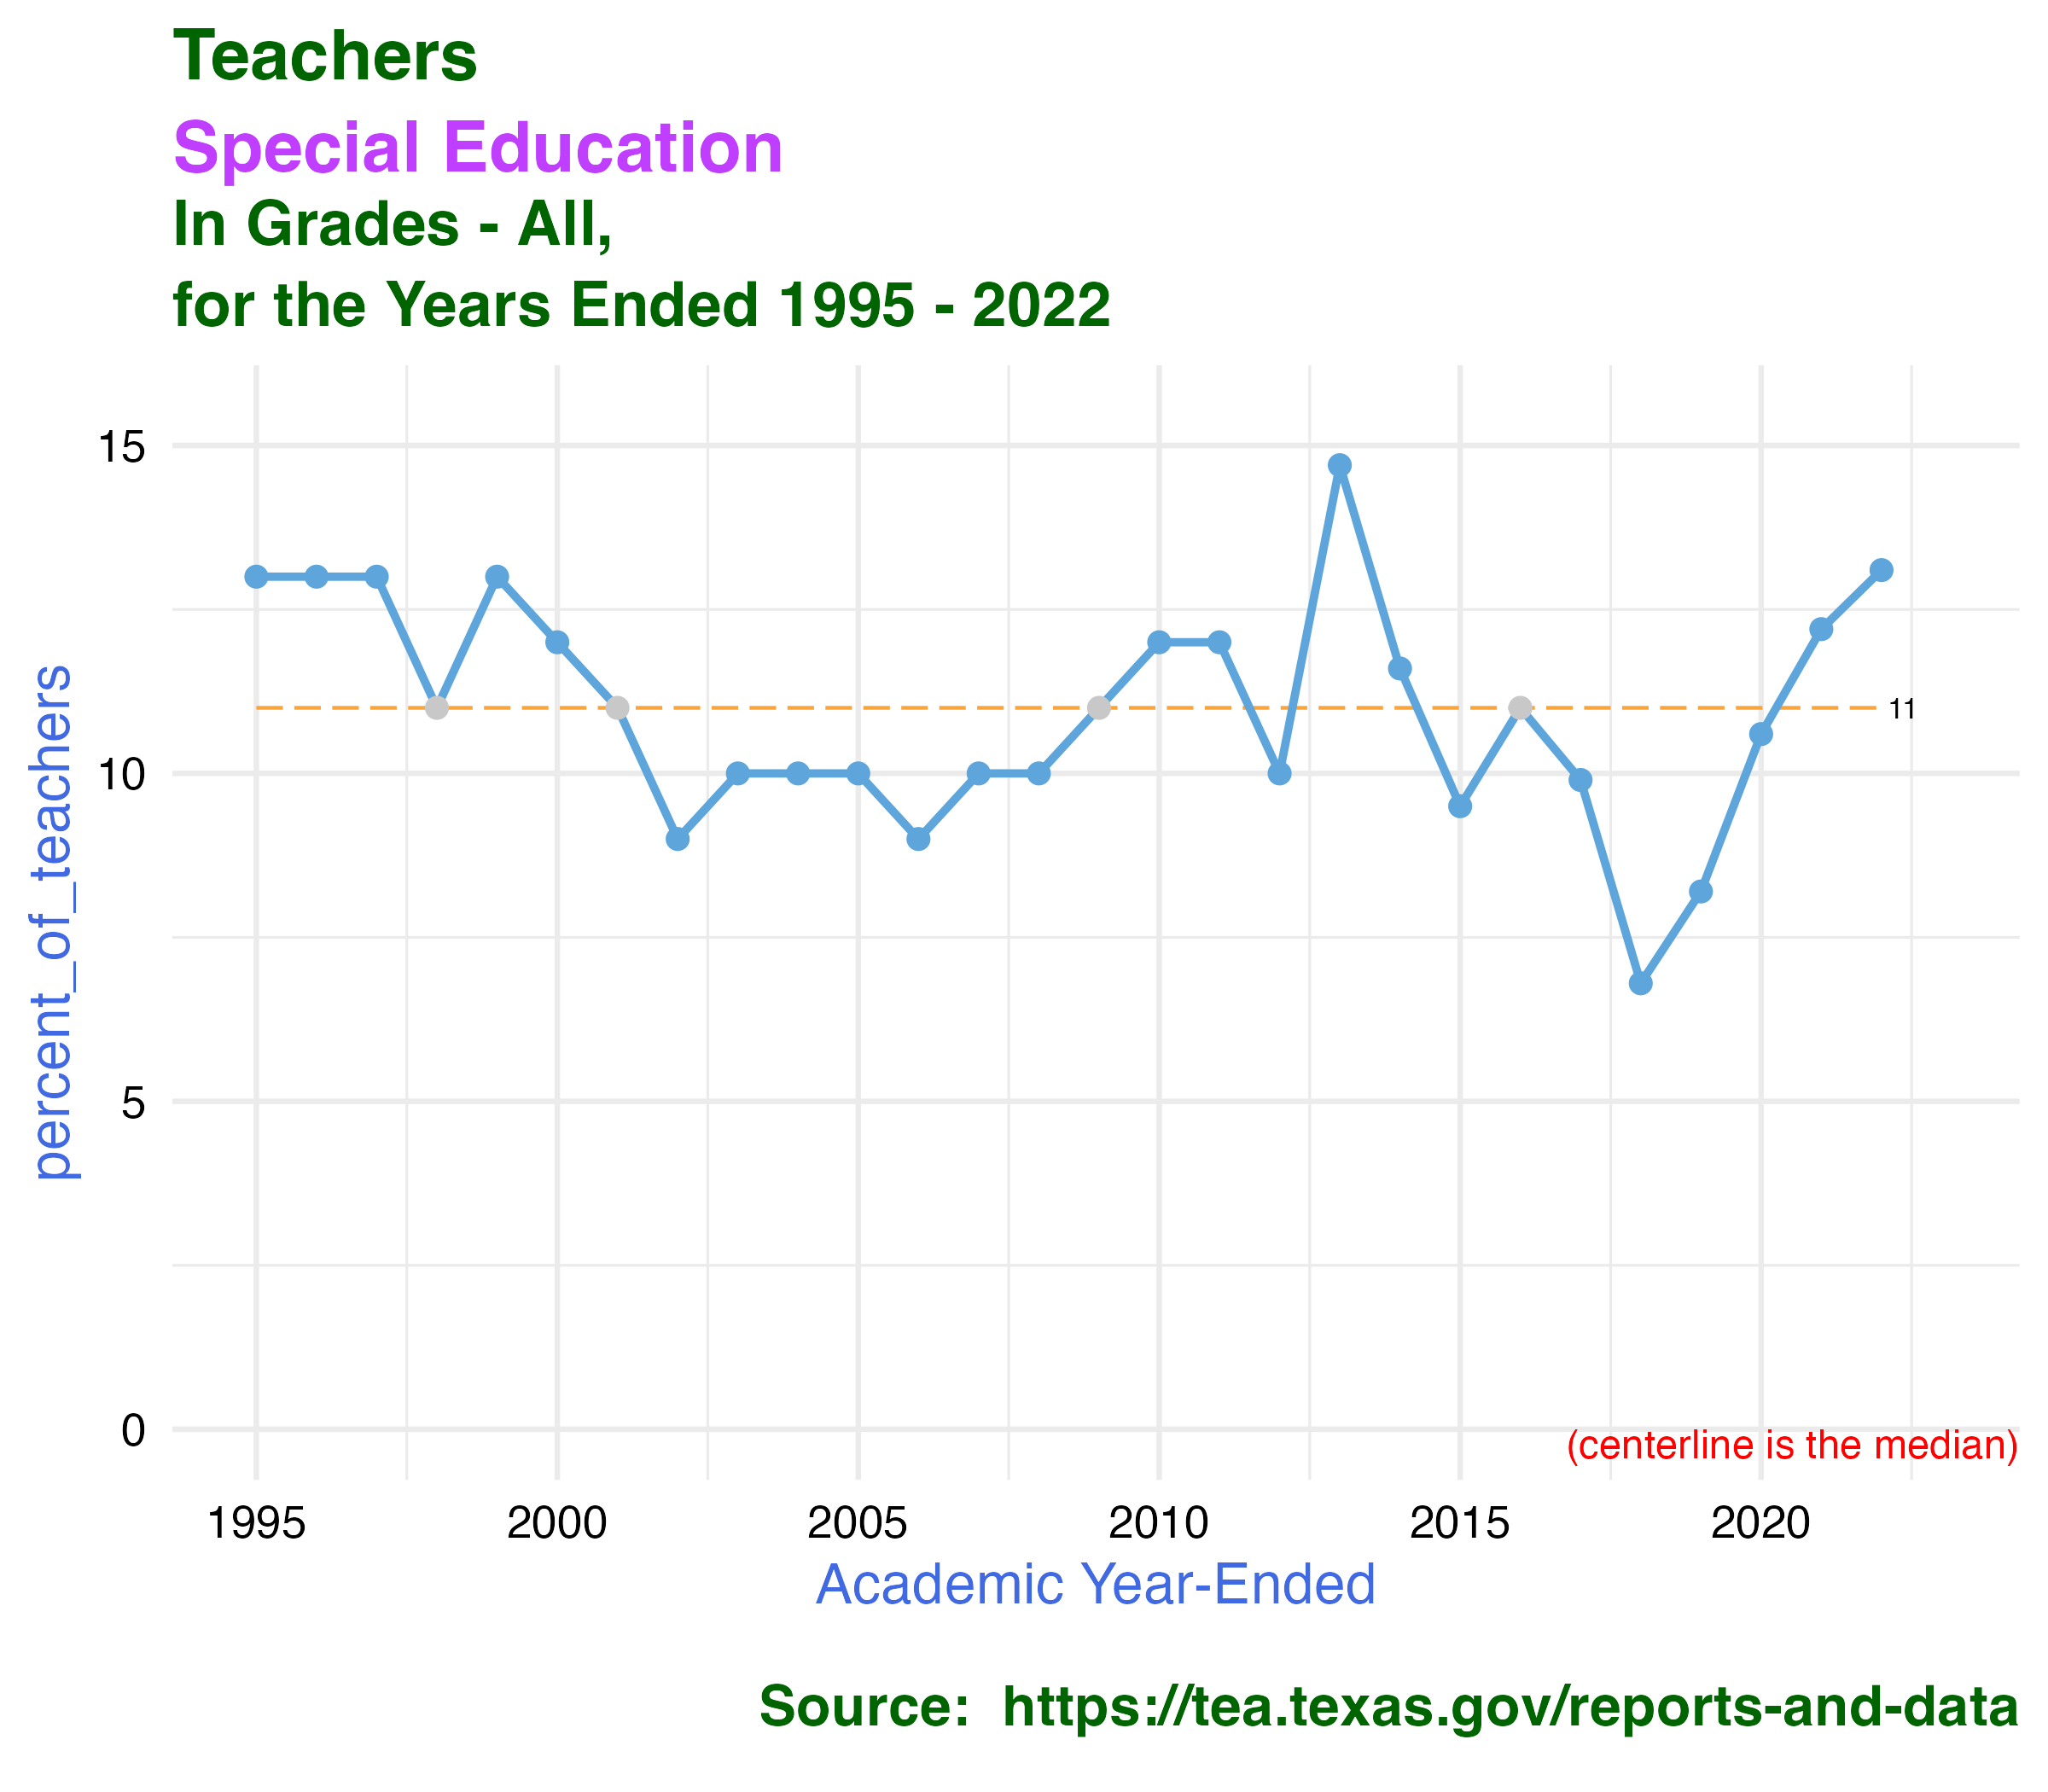 Teachers
Special Education
In Grades - All,
for the Years Ended 1995 - 2022
percent_of_teachers
15
10
5
0
11
(centerline is the median)
1995 2000 2005 2010 2015 2020
Academic Year-Ended
Source:  https://tea.texas.gov/reports-and-data